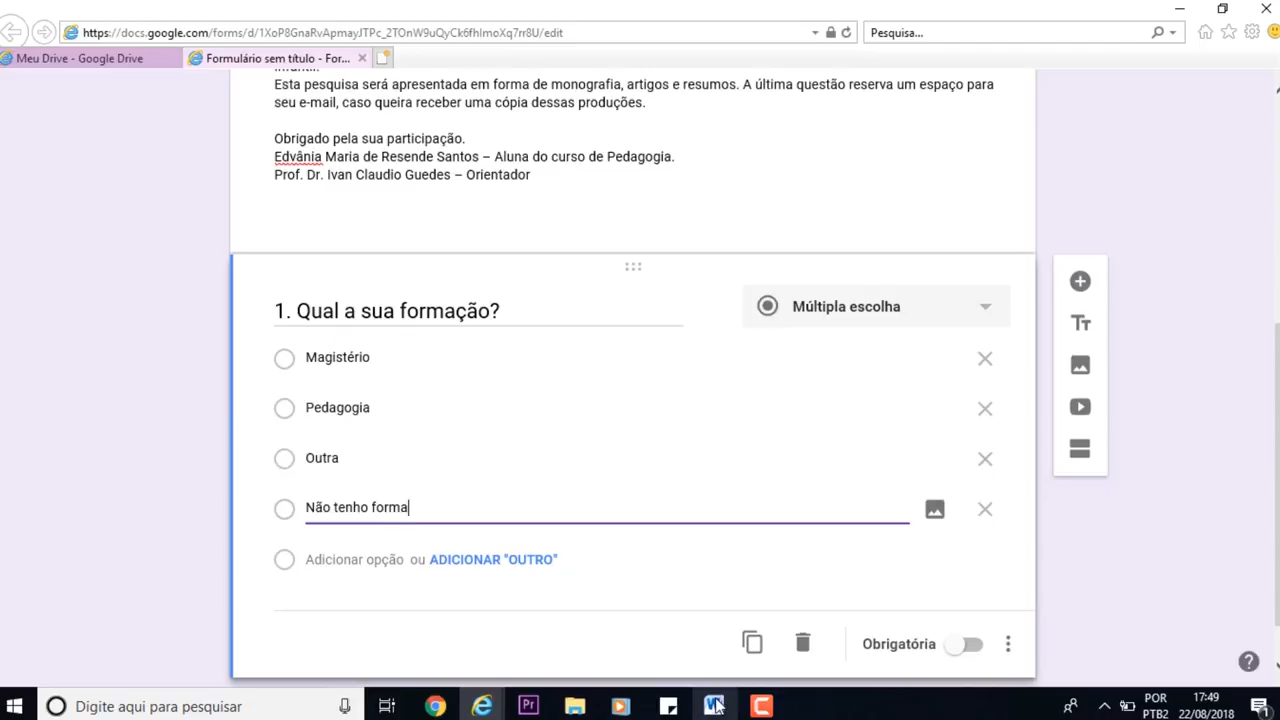 https://docs.google.com/forms/d/1XoP8GnaRvApmayJTPc_2TOnW9uQyCk6fhlmoXq7rr8U/edit
Pesquisa...
Meu Drive - Google Drive
Formulário sem título - For...
infantil.
Esta pesquisa será apresentada em forma de monografia, artigos e resumos. A última questão reserva um espaço para
seu e-mail, caso queira receber uma cópia dessas produções.
Obrigado pela sua participação.
Edvânia Maria de Resende Santos – Aluna do curso de Pedagogia.
Prof. Dr. Ivan Claudio Guedes – Orientador
1. Qual a sua formação?
Múltipla escolha
Magistério
Pedagogia
Outra
Não tenho forma
Adicionar opção ou ADICIONAR "OUTRO"
Obrigatória
Digite aqui para pesquisar
POR
PTB2
17:49
22/08/2018